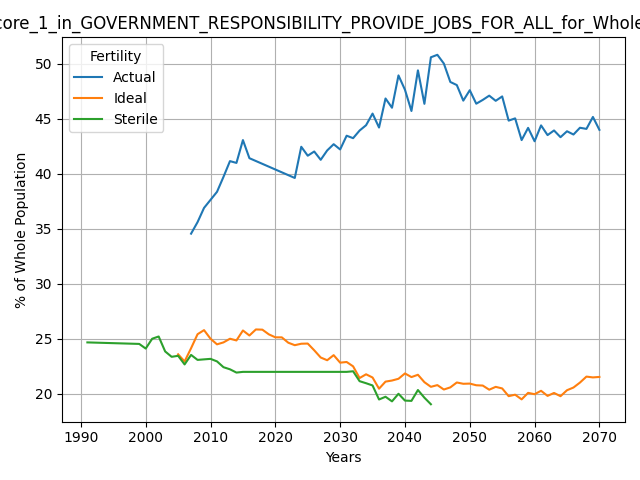 core_1_in_GOVERNMENT_RESPONSIBILITY_PROVIDE_JOBS_FOR_ALL_for_Whole
Fertility
Actual
Ideal
Sterile
% of Whole Population
50
45
40
35
30
25
20
1990 2000 2010 2020 2030 2040 2050 2060 2070
Years